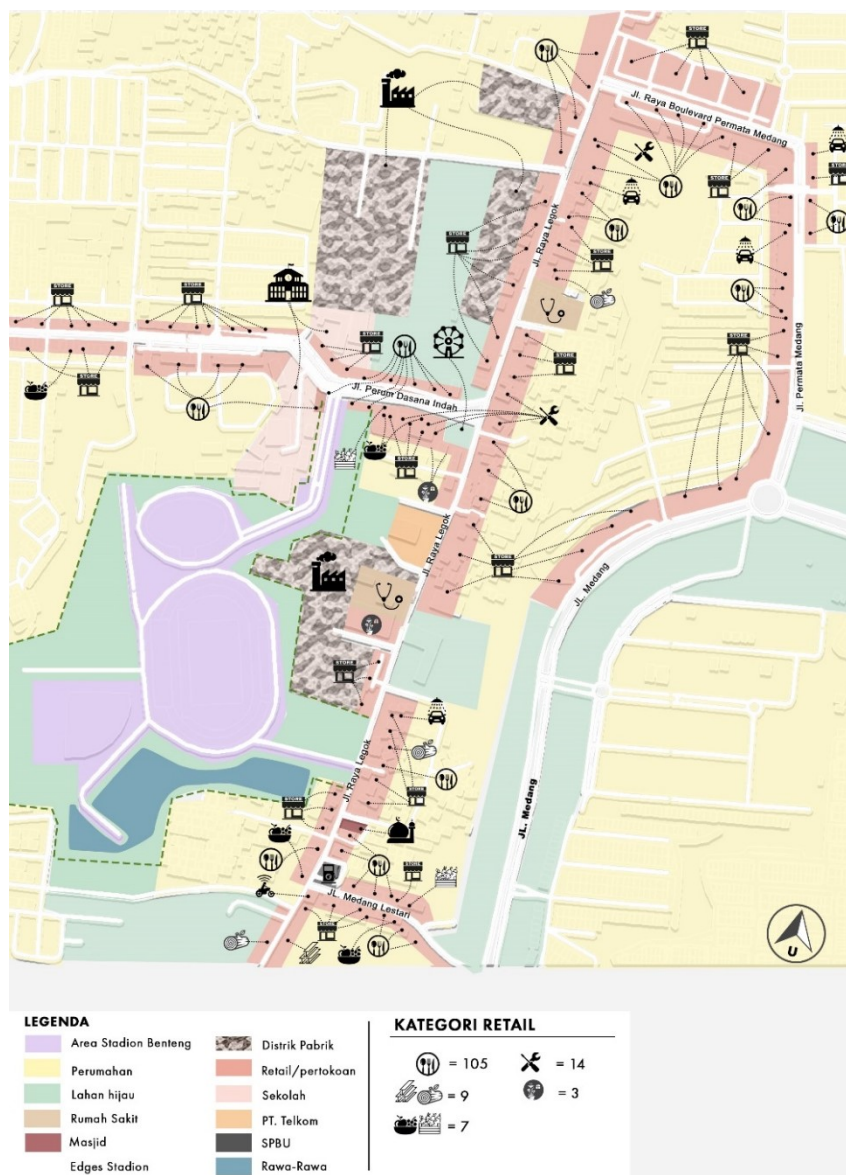 STORE
Jl. Raya Boulevard Permata Medang
STORE
STORE
Jl. Raya Legok
STORE
STORE
STORE
STORE
STORE
STORE
STORE
STORE
Jl. Perum Dasana Indah
Jl. Permata Medang
STORE
Jl. Raya Legok
STORE
JL. Medang
STORE
Jl. Raya Legok
JL. Medang
STORE
STORE
STORE
JL. Medang Lestari
STORE
U
LEGENDA
Area Stadion Benteng
Perumahan
Lahan hijau
Rumah Sakit
Masjid
Edges Stadion
Distrik Pabrik
Retail/pertokoan
Sekolah
PT. Telkom
SPBU
Rawa-Rawa
KATEGORI RETAIL
= 105
= 14
= 9
= 3
= 7